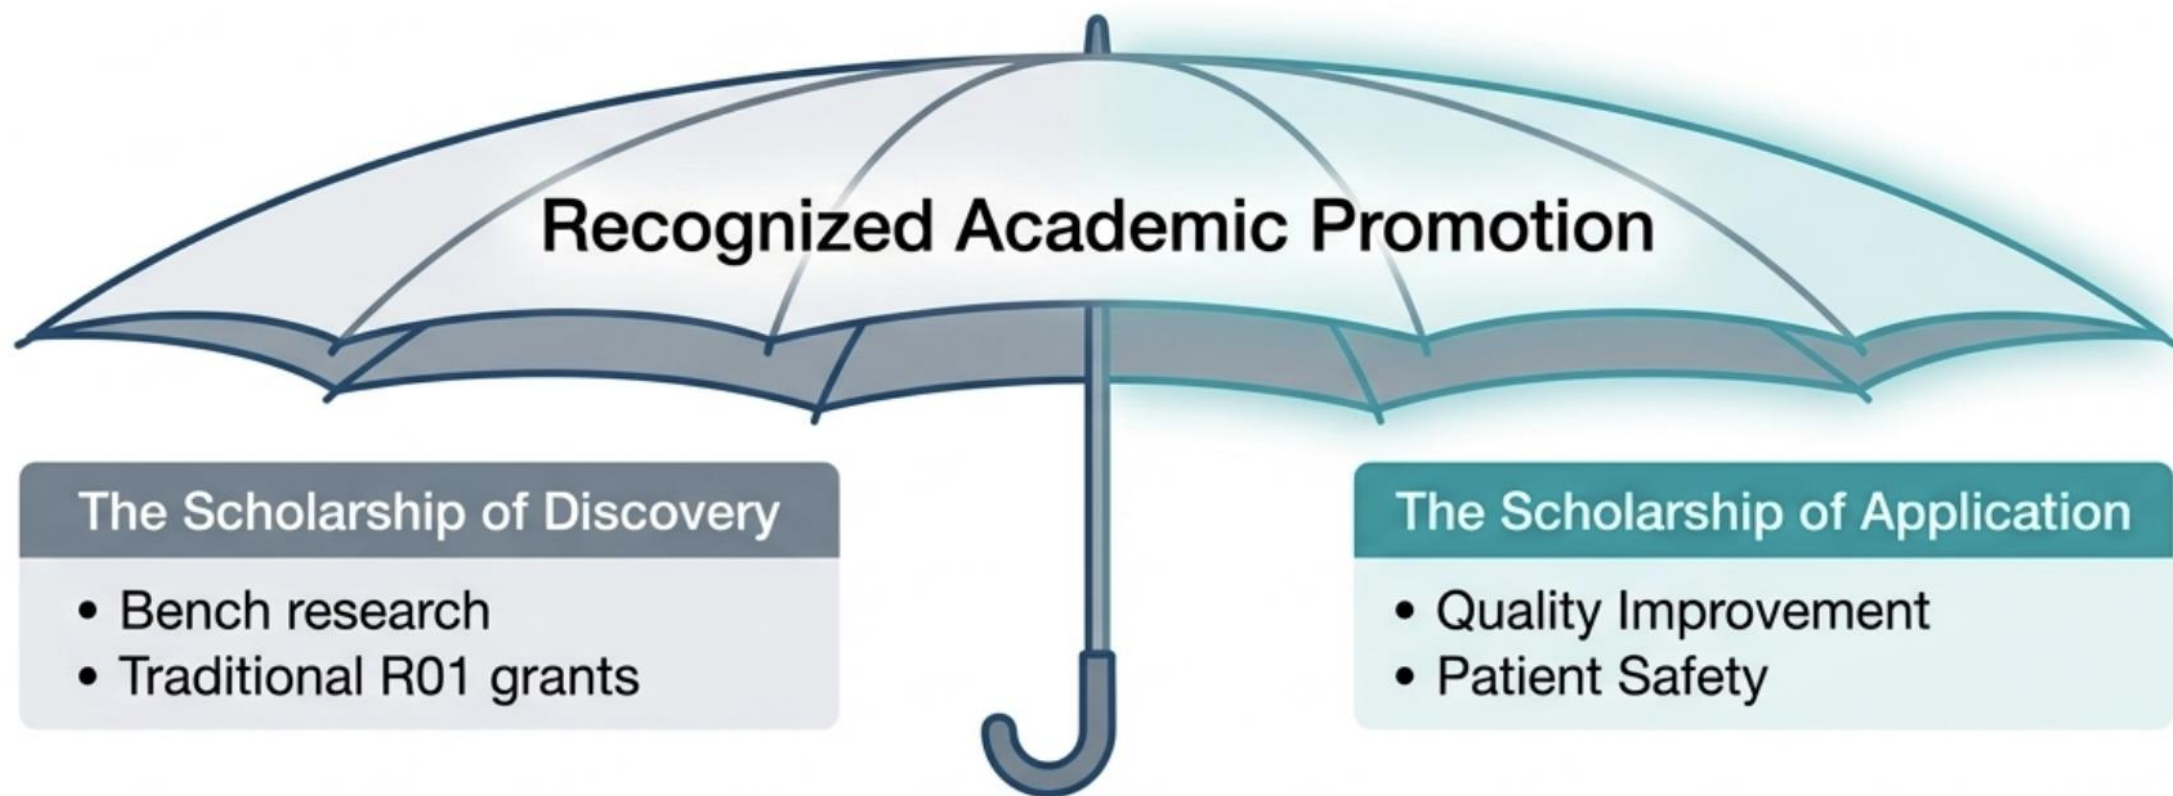 Recognized Academic Promotion
The Scholarship of Discovery
• Bench research
• Traditional R01 grants
The Scholarship of Application
• Quality Improvement
• Patient Safety